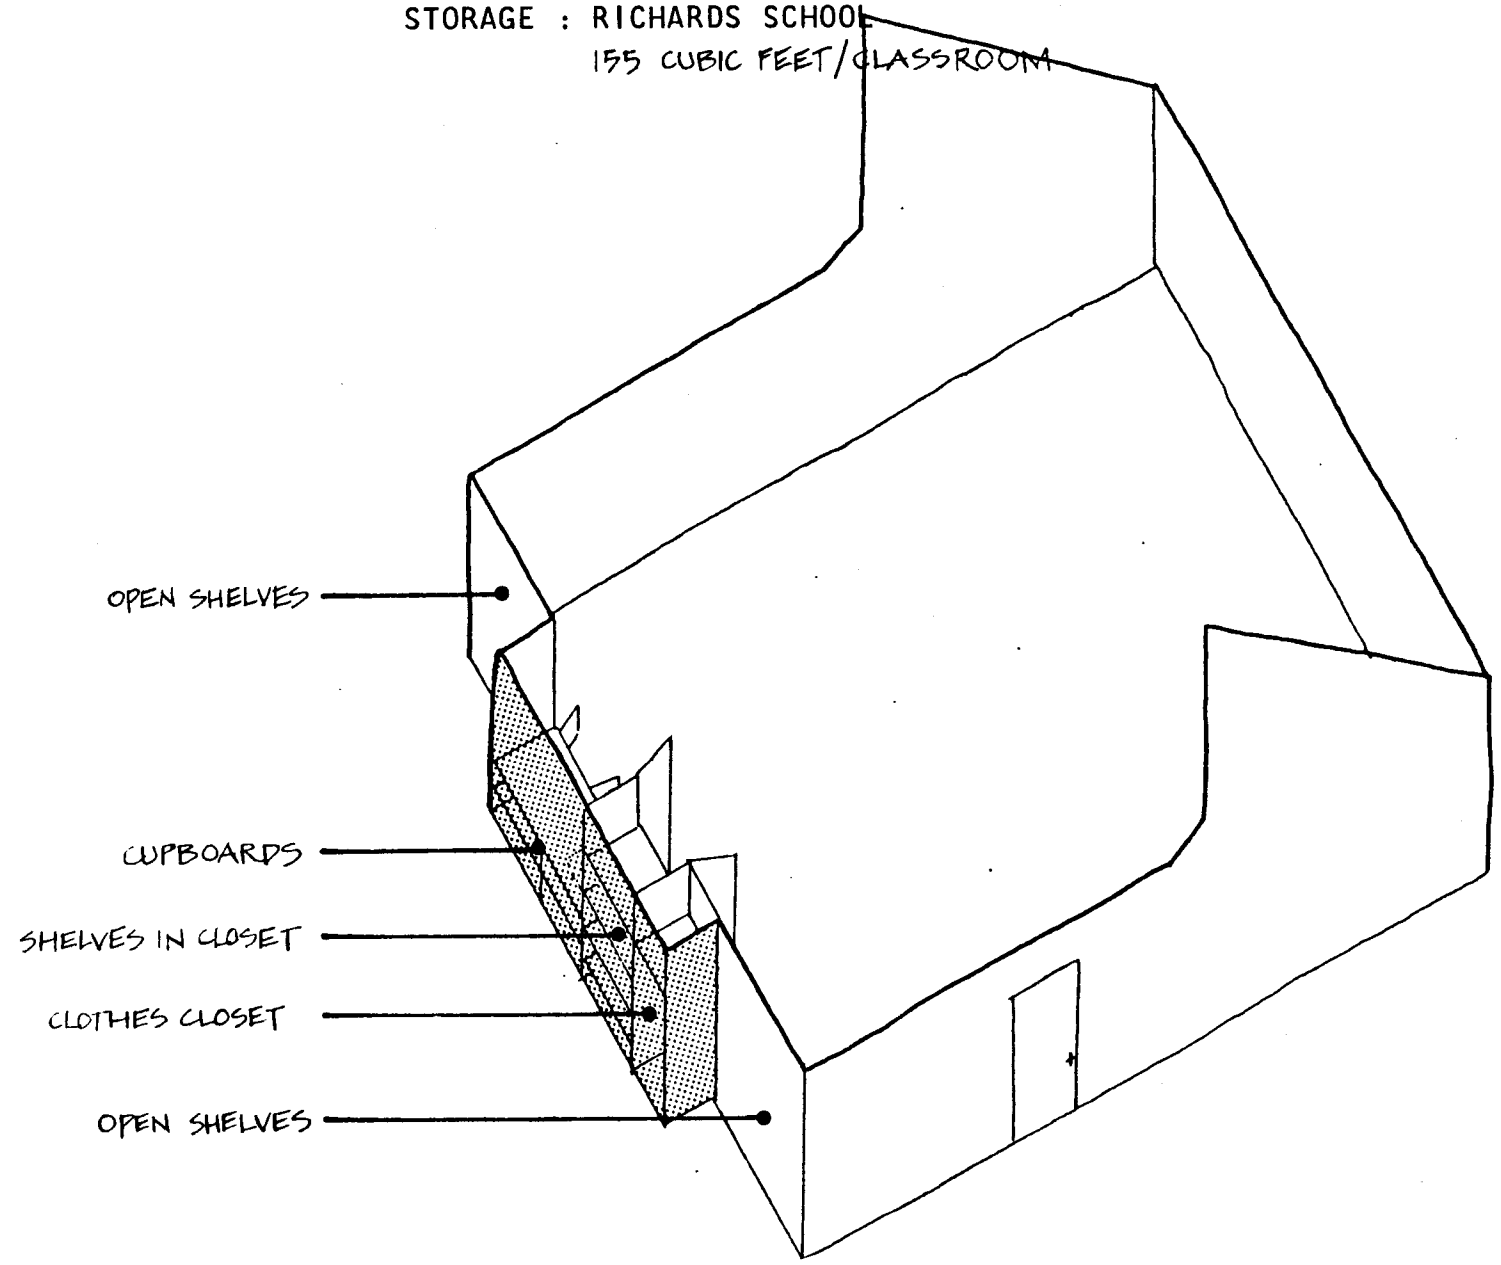 STORAGE : RICHARDS SCHOOL
155 CUBIC FEET/CLASSROOM
OPEN SHELVES
CUPBOARDS
SHELVES IN CLOSET
CLOTHES CLOSET
OPEN SHELVES